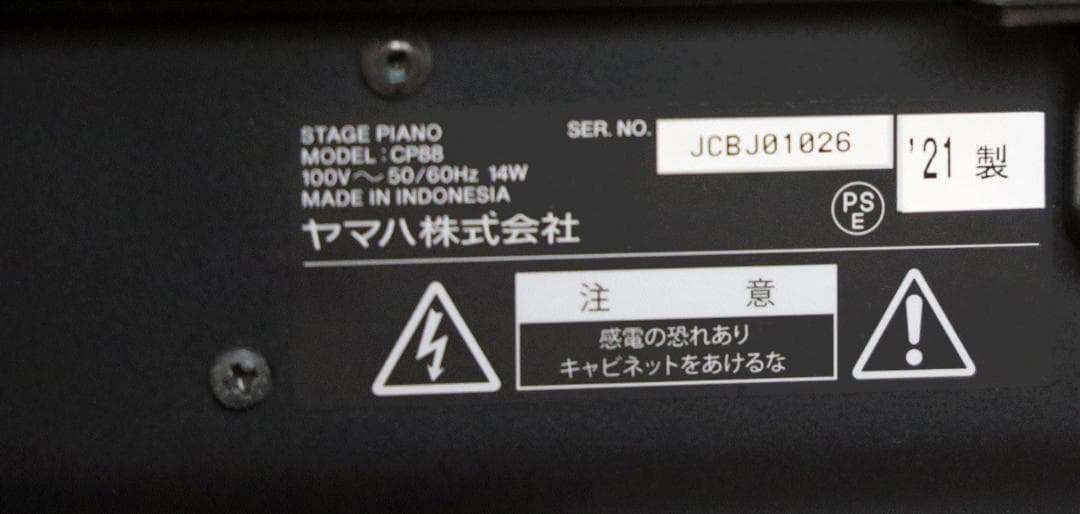 STAGE PIANO
MODEL : CP88
100V〜50/60Hz 14W
MADE IN INDONESIA
ヤマハ株式会社
SER. NO. JCBJ01026
'21 製
PSE
注 意
感電の恐れあり
キャビネットをあけるな